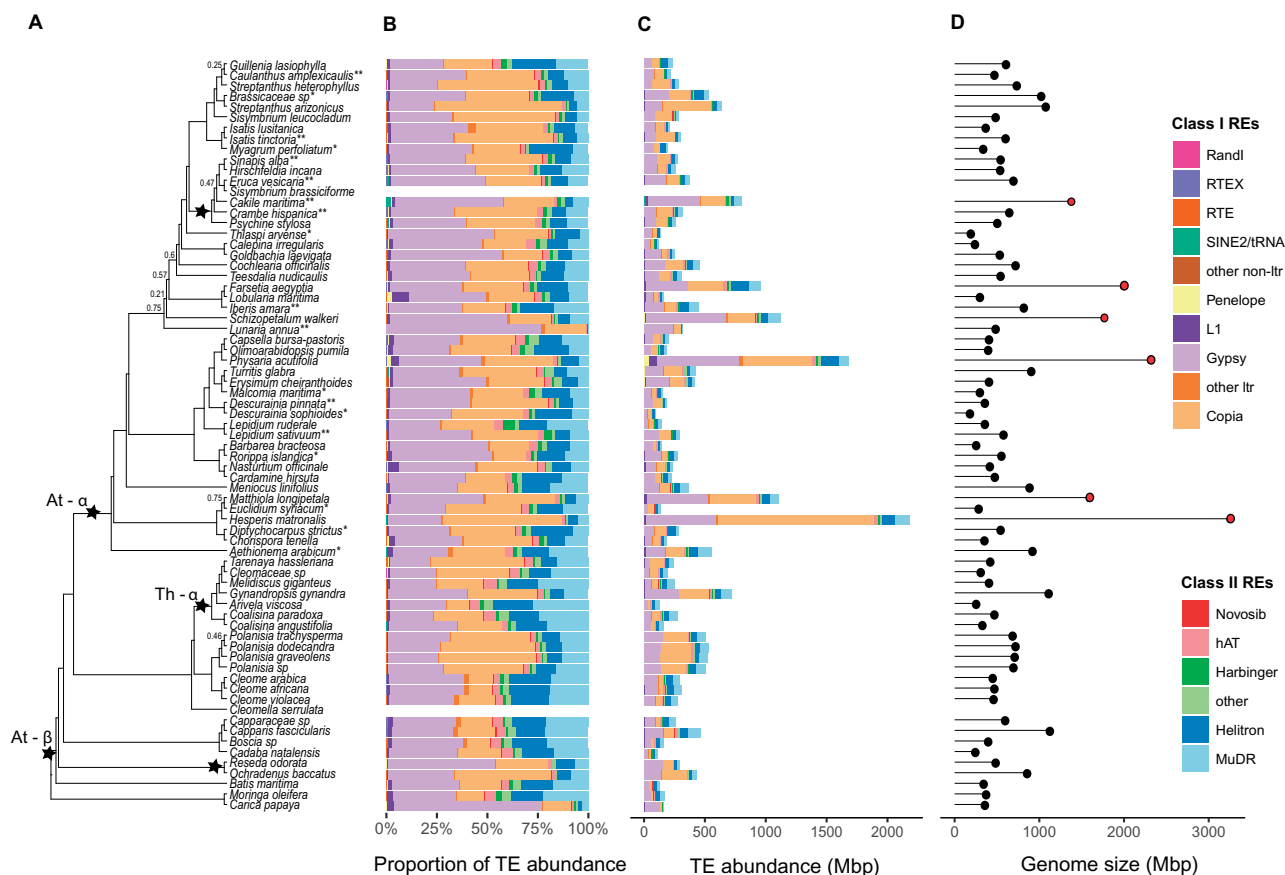 A
B
C
D
Guillenia lasiophylla
Caulanthus amplexicaulis**
Streptanthus heterophyllus
Brassicaceae sp*
Streptanthus arizonicus
Sisymbrium leucocladum
Isatis lusitanica
Isatis tinctoria**
Myagrum perfoliatum*
Sinapis alba**
Hirschfeldia incana
Eruca vesicaria**
Sisymbrium brassiciforme
Cakile maritima**
Crambe hispanica**
Psychine stylosa
Thlaspi arvense*
Calepina irregularis
Goldbachia laevigata
Cochlearia officinalis
Teesdalia nudicaulis
Farsetia aegyptia
Lobularia maritima
Iberis amara**
Schizopetalum walkeri
Lunaria annua**
Capsella bursa-pastoris
Olimoarabidopsis pumila
Physaria acutifolia
Turritis glabra
Erysimum cheiranthoides
Malcomia maritima
Descurainia pinnata**
Descurainia sophioides*
Lepidium ruderale
Lepidium sativuum**
Barbarea bracteosa
Rorippa islandica*
Nasturtium officinale
Cardamine hirsuta
Meniocus linifolius
Matthiola longipetala
Euclidium syriacum*
Hesperis matronalis
Diptychocarpus strictus*
Chorispora tenella
Aethionema arabicum*
Tarenaya hassleriana
Cleomaceae sp
Melidiscus giganteus
Gynandropsis gynandra
Arivela viscosa
Coalisina paradoxa
Coalisina angustifolia
Polanisia trachysperma
Polanisia dodecandra
Polanisia graveolens
Polanisia sp
Cleome arabica
Cleome africana
Cleome violacea
Cleomella serrulata
Capparaceae sp
Capparis fascicularis
Boscia sp
Cadaba natalensis
Reseda odorata
Ochradenus baccatus
Batis maritima
Moringa oleifera
Carica papaya
0.25
0.47
0.6
0.57
0.21
0.75
At - α
0.75
Th - α
0.46
At - β
0% 25% 50% 75% 100%
Proportion of TE abundance
0 500 1000 1500 2000
TE abundance (Mbp)
0 1000 2000 3000
Genome size (Mbp)
Class I REs
RandI
RTEX
RTE
SINE2/tRNA
other non-ltr
Penelope
L1
Gypsy
other ltr
Copia
Class II REs
Novosib
hAT
Harbinger
other
Helitron
MuDR